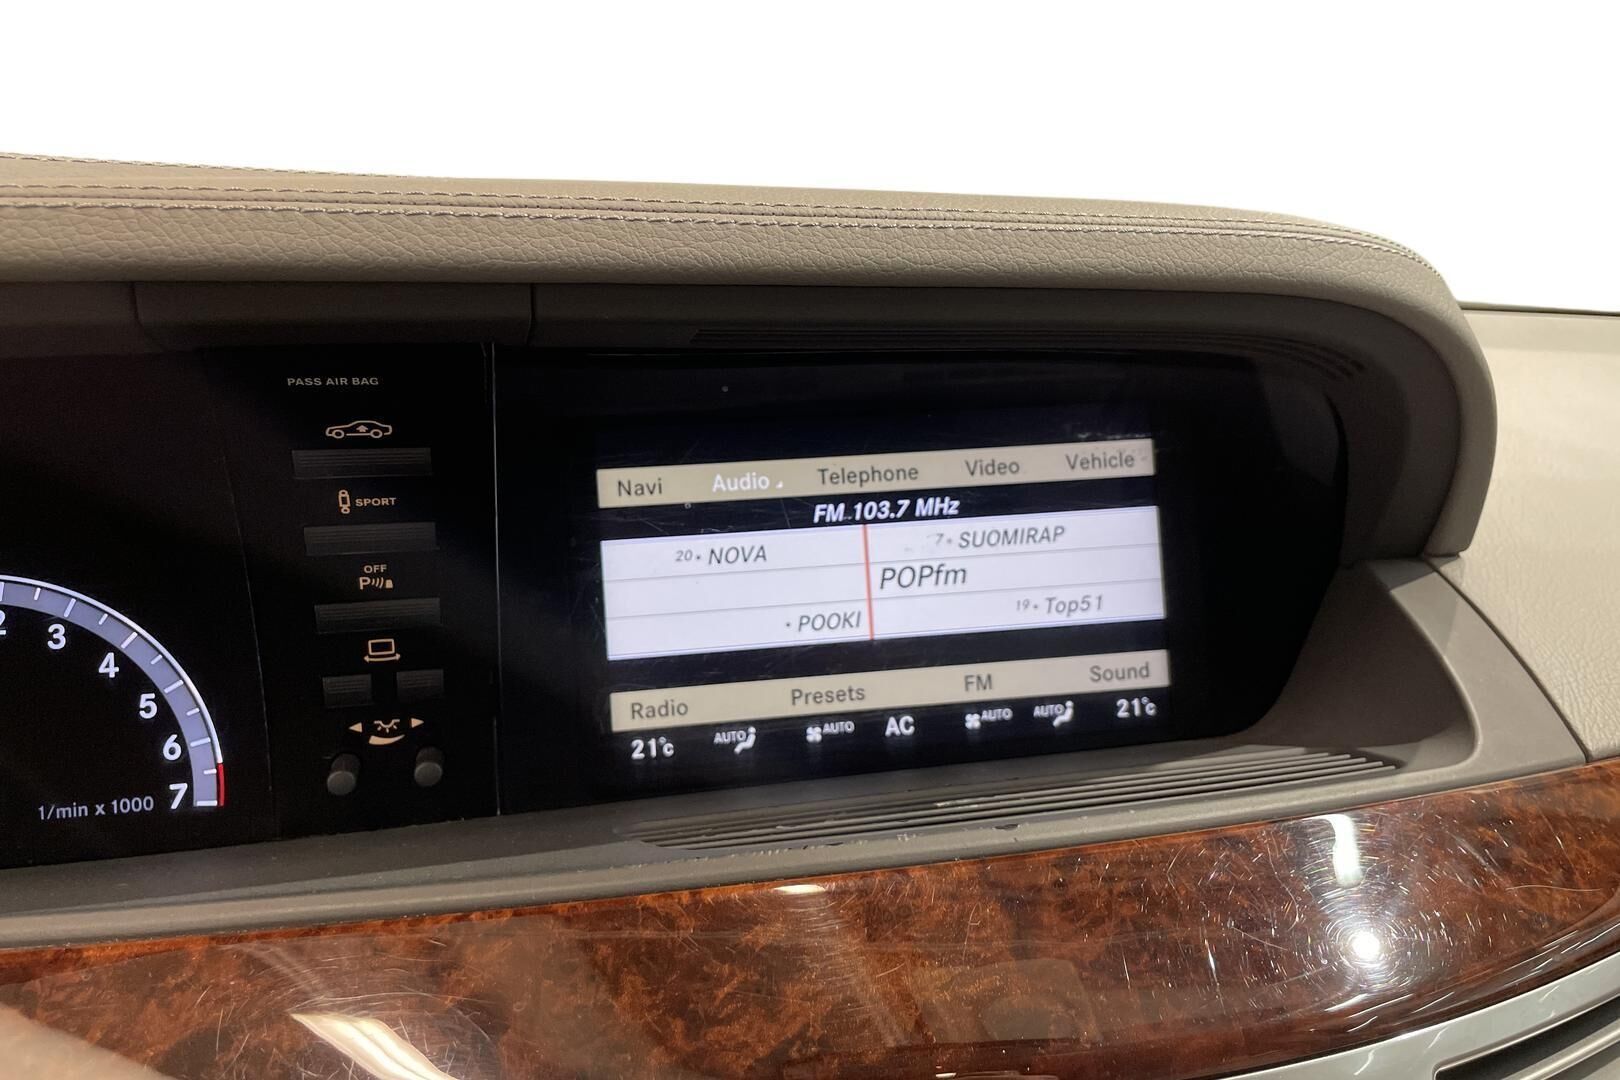 PASS AIR BAG
SPORT
OFF
P
2
3
4
5
6
7
1/min x 1000
Navi Audio Telephone Video Vehicle
FM 103.7 MHz
20• NOVA 7• SUOMIRAP
POPfm
• POOKI 19• Top51
Radio Presets FM Sound
21°C AUTO AUTO AC AUTO AUTO 21°C